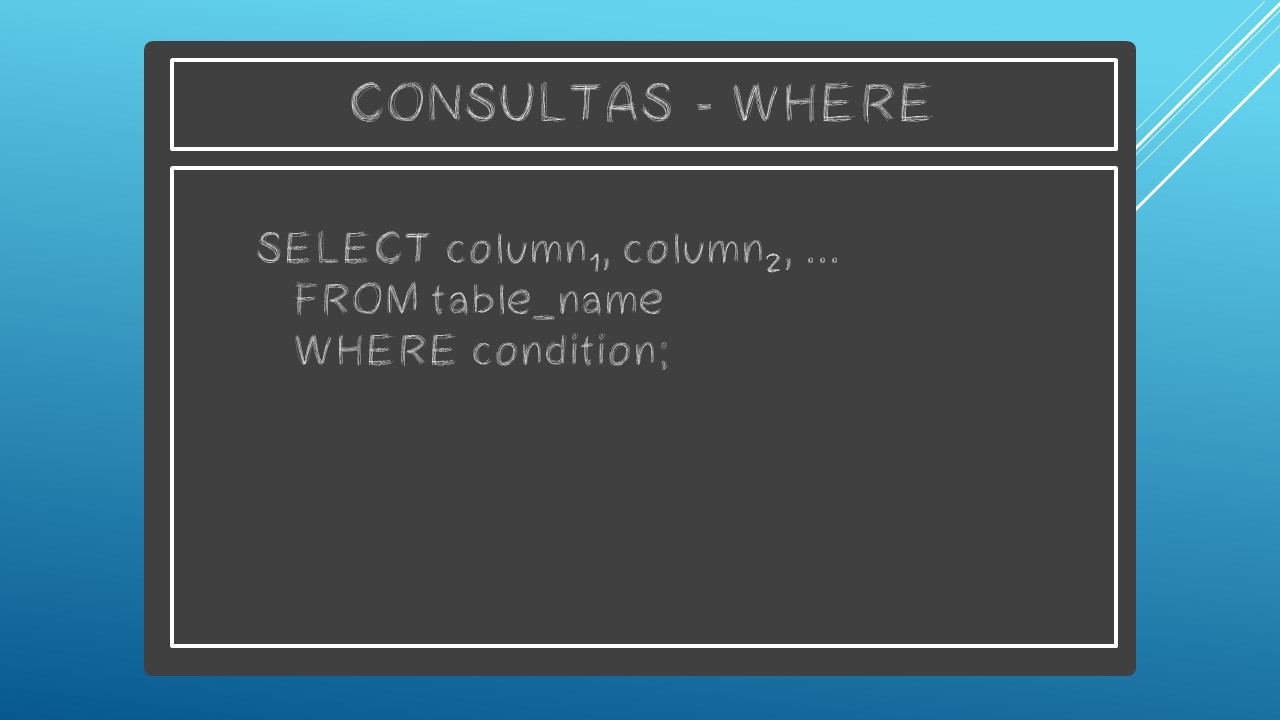 CONSULTAS - WHERE
SELECT column₁, column₂, ...
FROM table_name
WHERE condition;